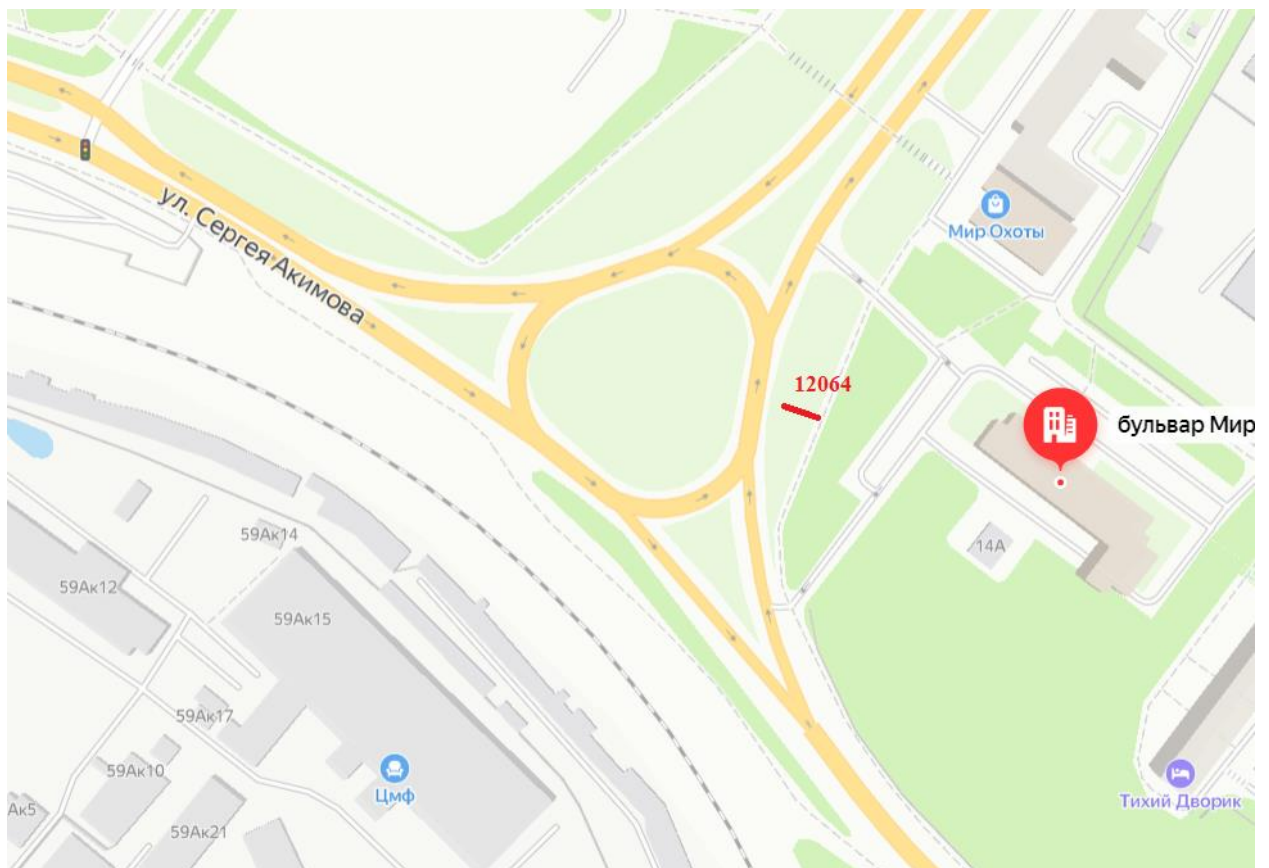 ул. Сергея Акимова
Мир Охоты
12064
бульвар Мир
14А
59Ак14
59Ак12
59Ак15
59Ак17
59Ак10
Цмф
Тихий Дворик
Ак5
59Ак21